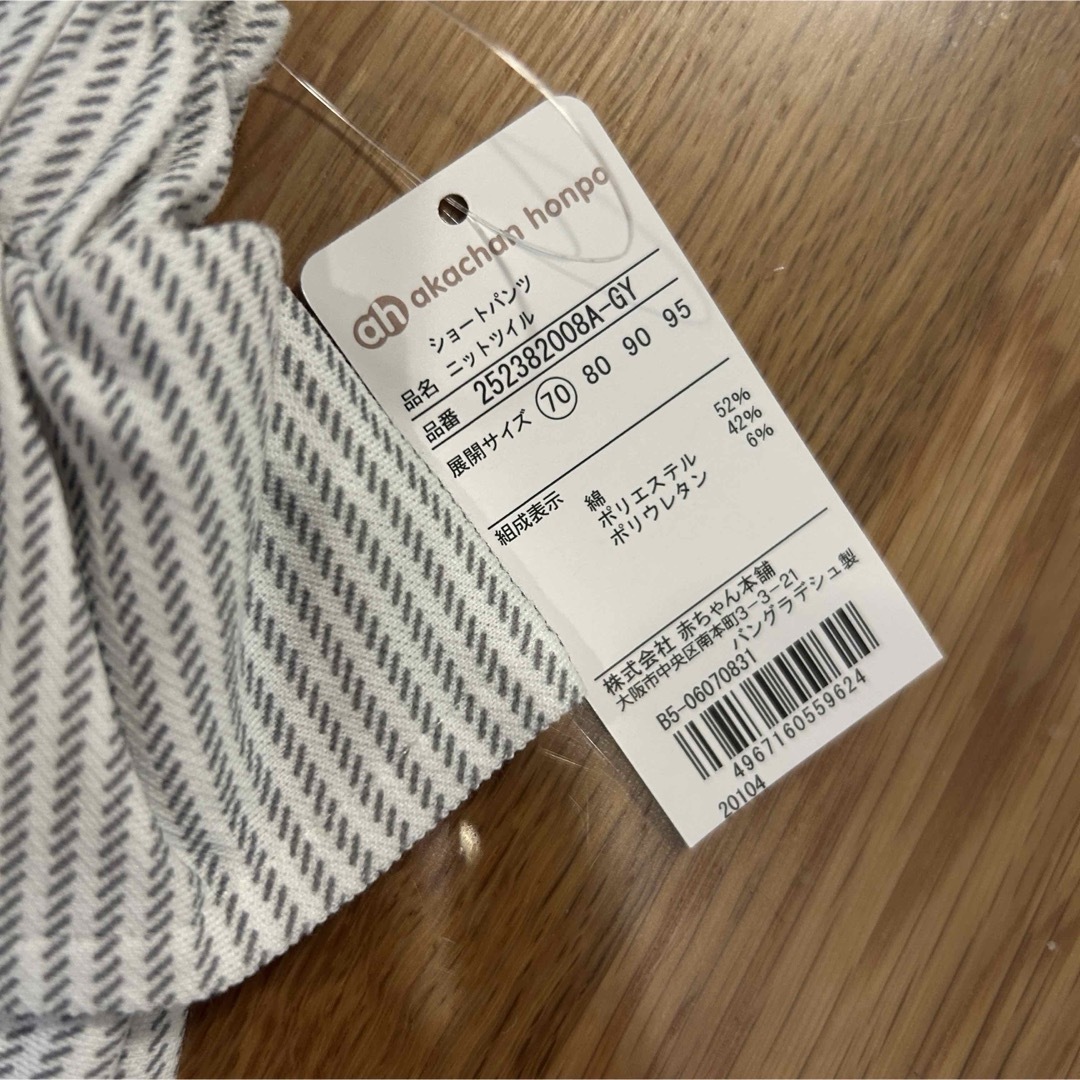 ah akachan honpo
ショートパンツ
品名 ニットツイル
品番 252382008A-GY
展開サイズ 70 80 90 95
組成表示 綿 52%
ポリエステル 42%
ポリウレタン 6%
株式会社 赤ちゃん本舗
大阪市中央区南本町3-3-21
バングラデシュ製
B5-06070831
4967160559624
20104